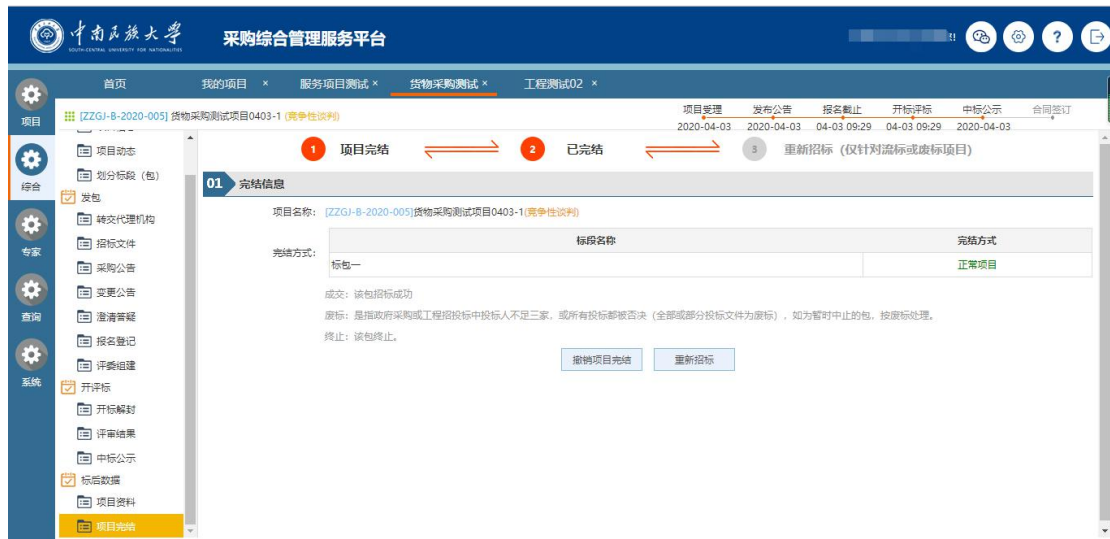 中南民族大学 采购综合管理服务平台
SOUTH-CENTRAL UNIVERSITY FOR NATIONALITIES
?
首页 我的项目 × 服务项目测试 × 货物采购测试 × 工程测试02 ×
项目
综合
专家
查询
系统
[ZZGJ-B-2020-005] 货物采购测试项目0403-1 (竞争性谈判)
项目受理 发布公告 报名截止 开标评标 中标公示 合同签订
2020-04-03 2020-04-03 04-03 09:29 04-03 09:29 2020-04-03
项目动态
划分标段（包）
发包
转交代理机构
招标文件
采购公告
变更公告
澄清答疑
报名登记
评委组建
开评标
开标解封
评审结果
中标公示
标后数据
项目资料
项目完结
1 项目完结 2 已完结 3 重新招标（仅针对流标或废标项目）
01 完结信息
项目名称： [ZZGJ-B-2020-005]货物采购测试项目0403-1(竞争性谈判)
完结方式：
标段名称 完结方式
标包一 正常项目
成交：该包招标成功
废标：是指政府采购或工程招投标中投标人不足三家，或所有投标都被否决（全部或部分投标文件为废标），如为暂时中止的包，按废标处理。
终止：该包终止。
撤销项目完结 重新招标